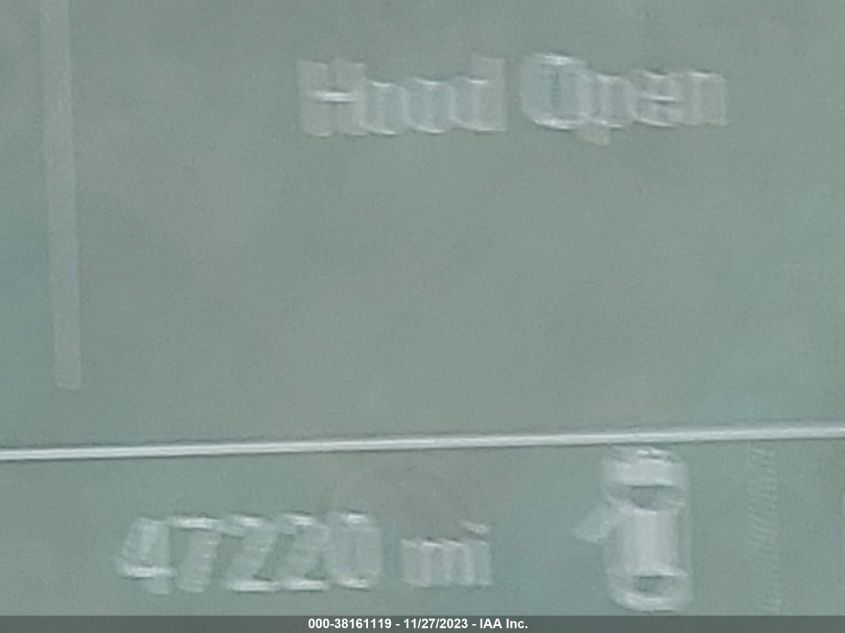 Hood Open
47220 mi
000-38161119 - 11/27/2023 - IAA Inc.